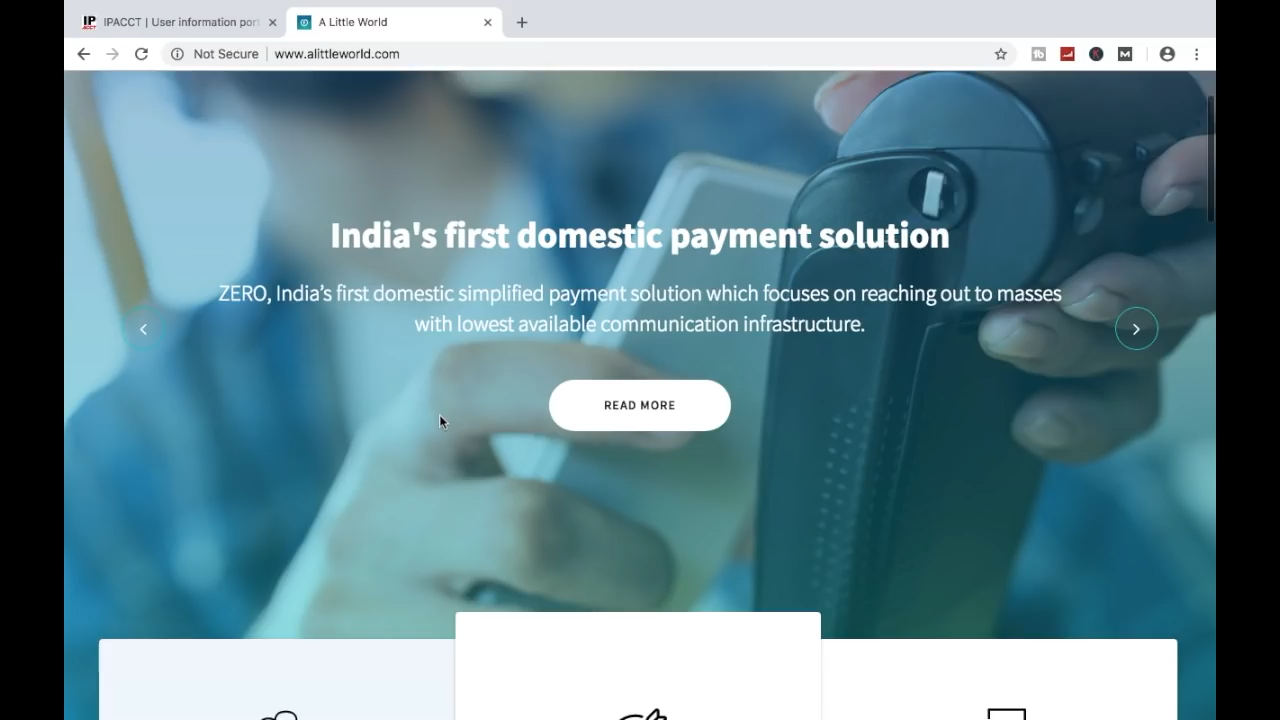 IPACCT | User information port
A Little World
Not Secure
www.alittleworld.com
India's first domestic payment solution
ZERO, India's first domestic simplified payment solution which focuses on reaching out to masses
with lowest available communication infrastructure.
READ MORE